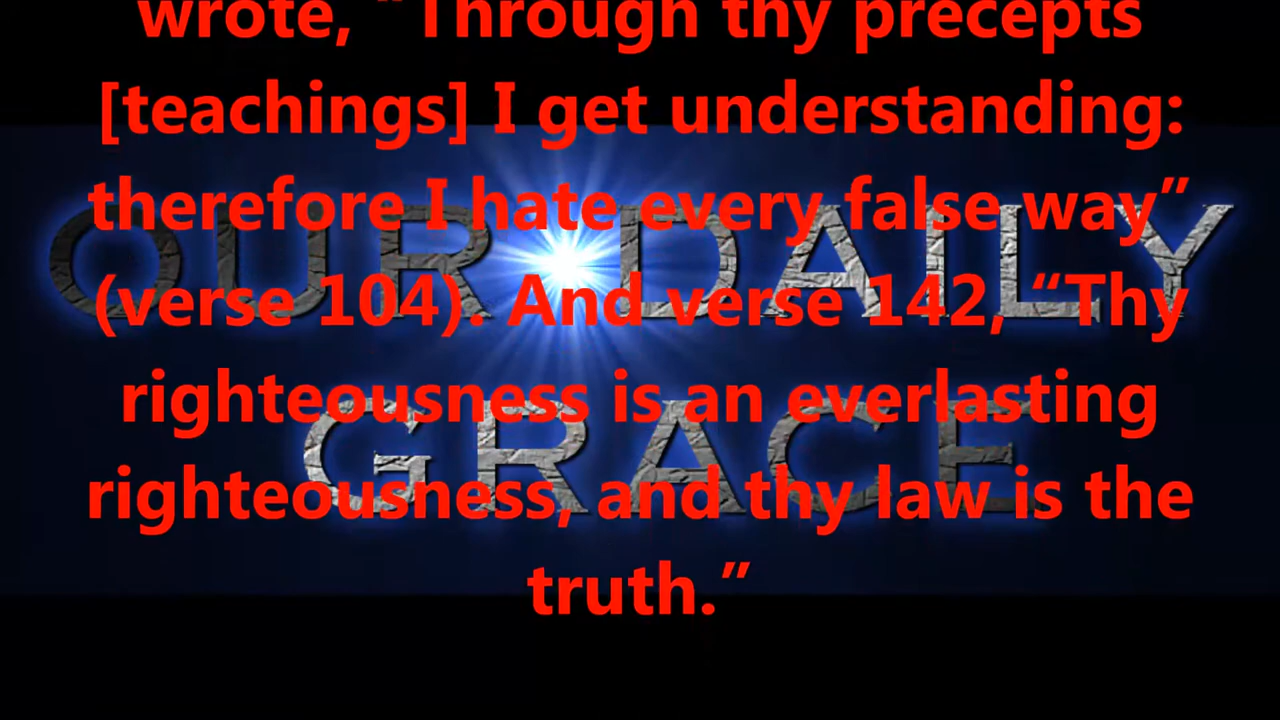 wrote, “Through thy precepts
[teachings] I get understanding:
therefore I hate every false way”
(verse 104). And verse 142, “Thy
righteousness is an everlasting
righteousness, and thy law is the
truth.”
OUR DAILY
GRACE